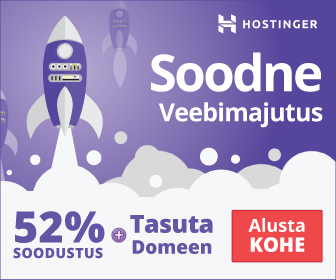 HOSTINGER
Soodne
Veebimajutus
52%
SOODUSTUS
+
Tasuta
Domeen
Alusta
KOHE